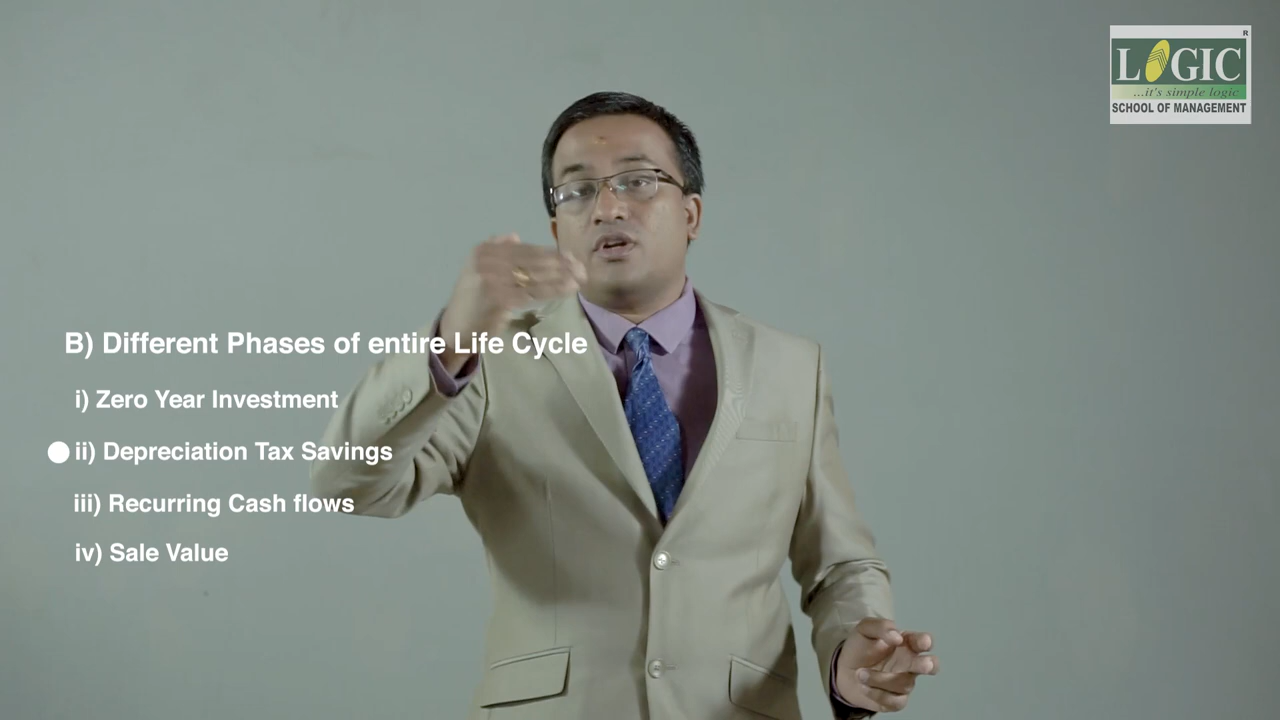 R
LOGIC
...it's simple logic
SCHOOL OF MANAGEMENT
B) Different Phases of entire Life Cycle
i) Zero Year Investment
ii) Depreciation Tax Savings
iii) Recurring Cash flows
iv) Sale Value